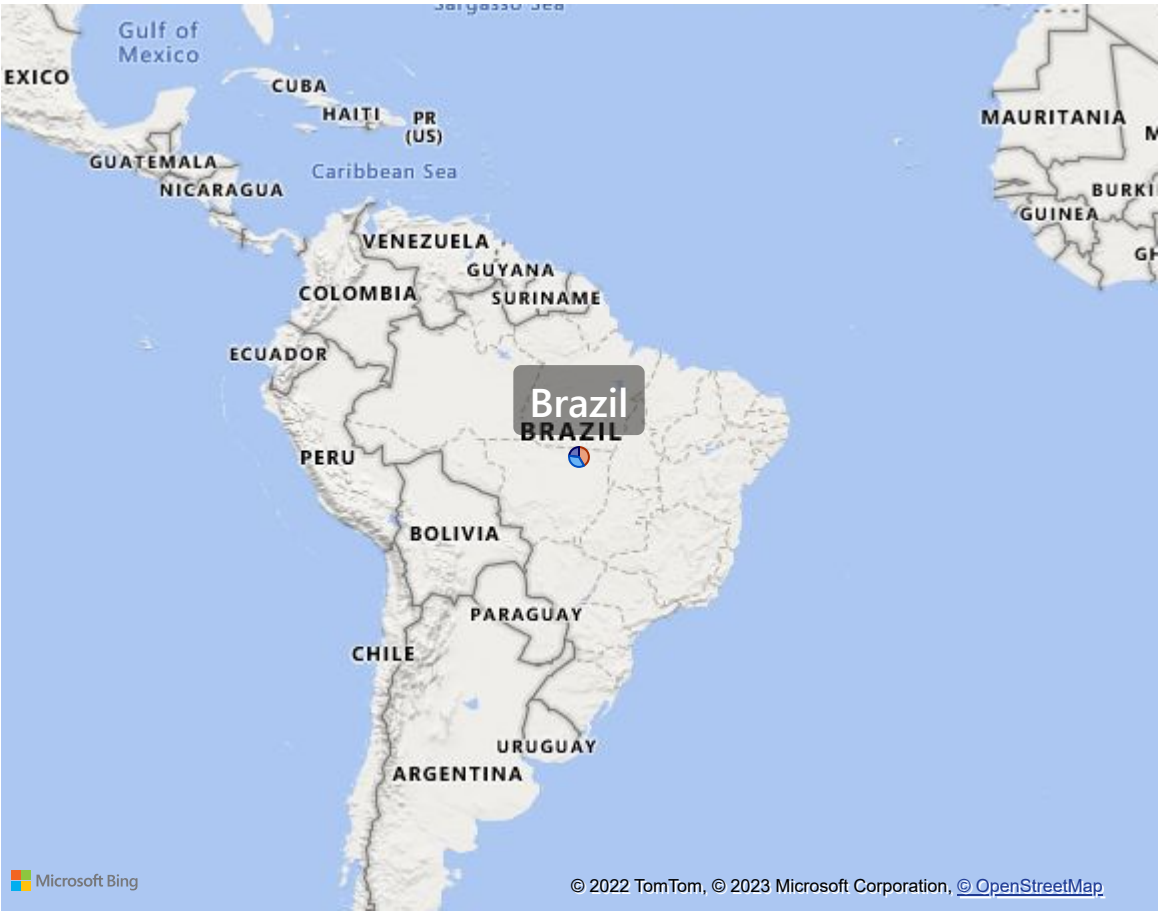 Sargasso Sea
Gulf of
Mexico
EXICO
CUBA
HAITI
PR
(US)
MAURITANIA
M
GUATEMALA
Caribbean Sea
NICARAGUA
BURKI
GUINEA
VENEZUELA
GH
GUYANA
COLOMBIA
SURINAME
ECUADOR
Brazil
BRAZIL
PERU
BOLIVIA
PARAGUAY
CHILE
URUGUAY
ARGENTINA
Microsoft Bing
© 2022 TomTom, © 2023 Microsoft Corporation, © OpenStreetMap